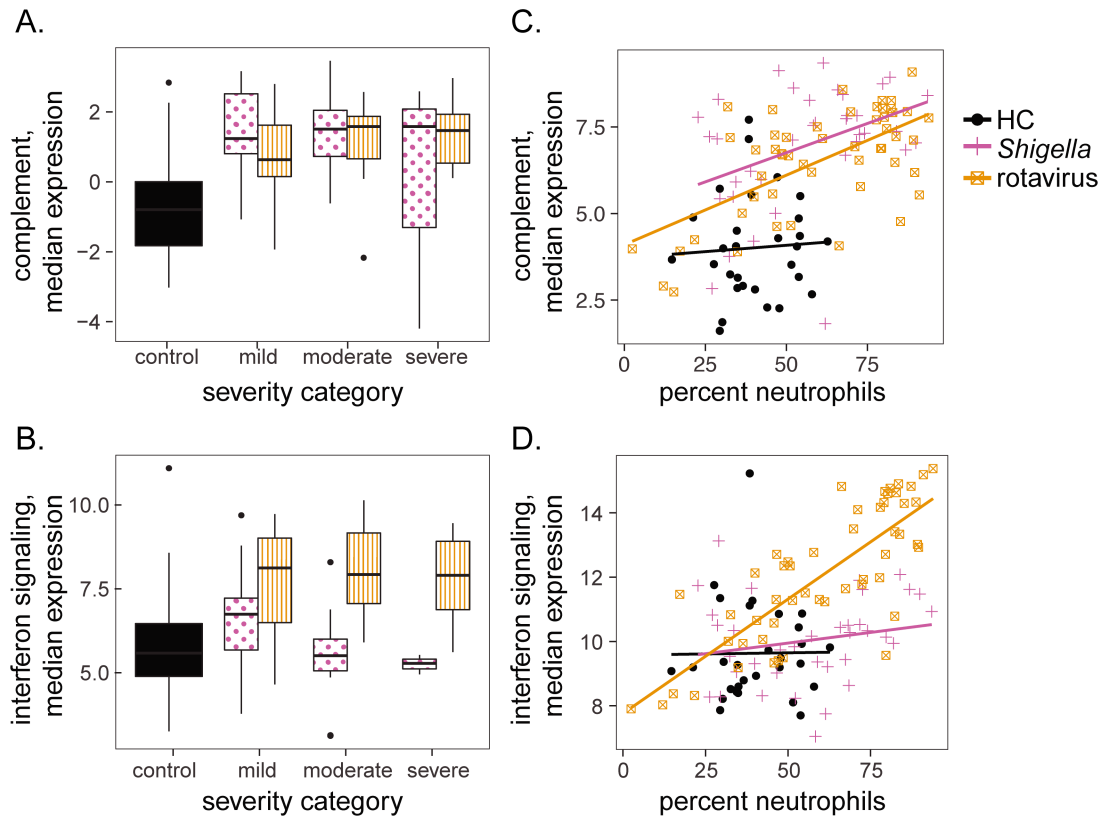 A.
complement,
median expression
2
0
−2
−4
control mild moderate severe
severity category
C.
complement,
median expression
7.5
5.0
2.5
0 25 50 75
percent neutrophils
HC
Shigella
rotavirus
B.
interferon signaling,
median expression
10.0
7.5
5.0
control mild moderate severe
severity category
D.
interferon signaling,
median expression
14
12
10
8
0 25 50 75
percent neutrophils